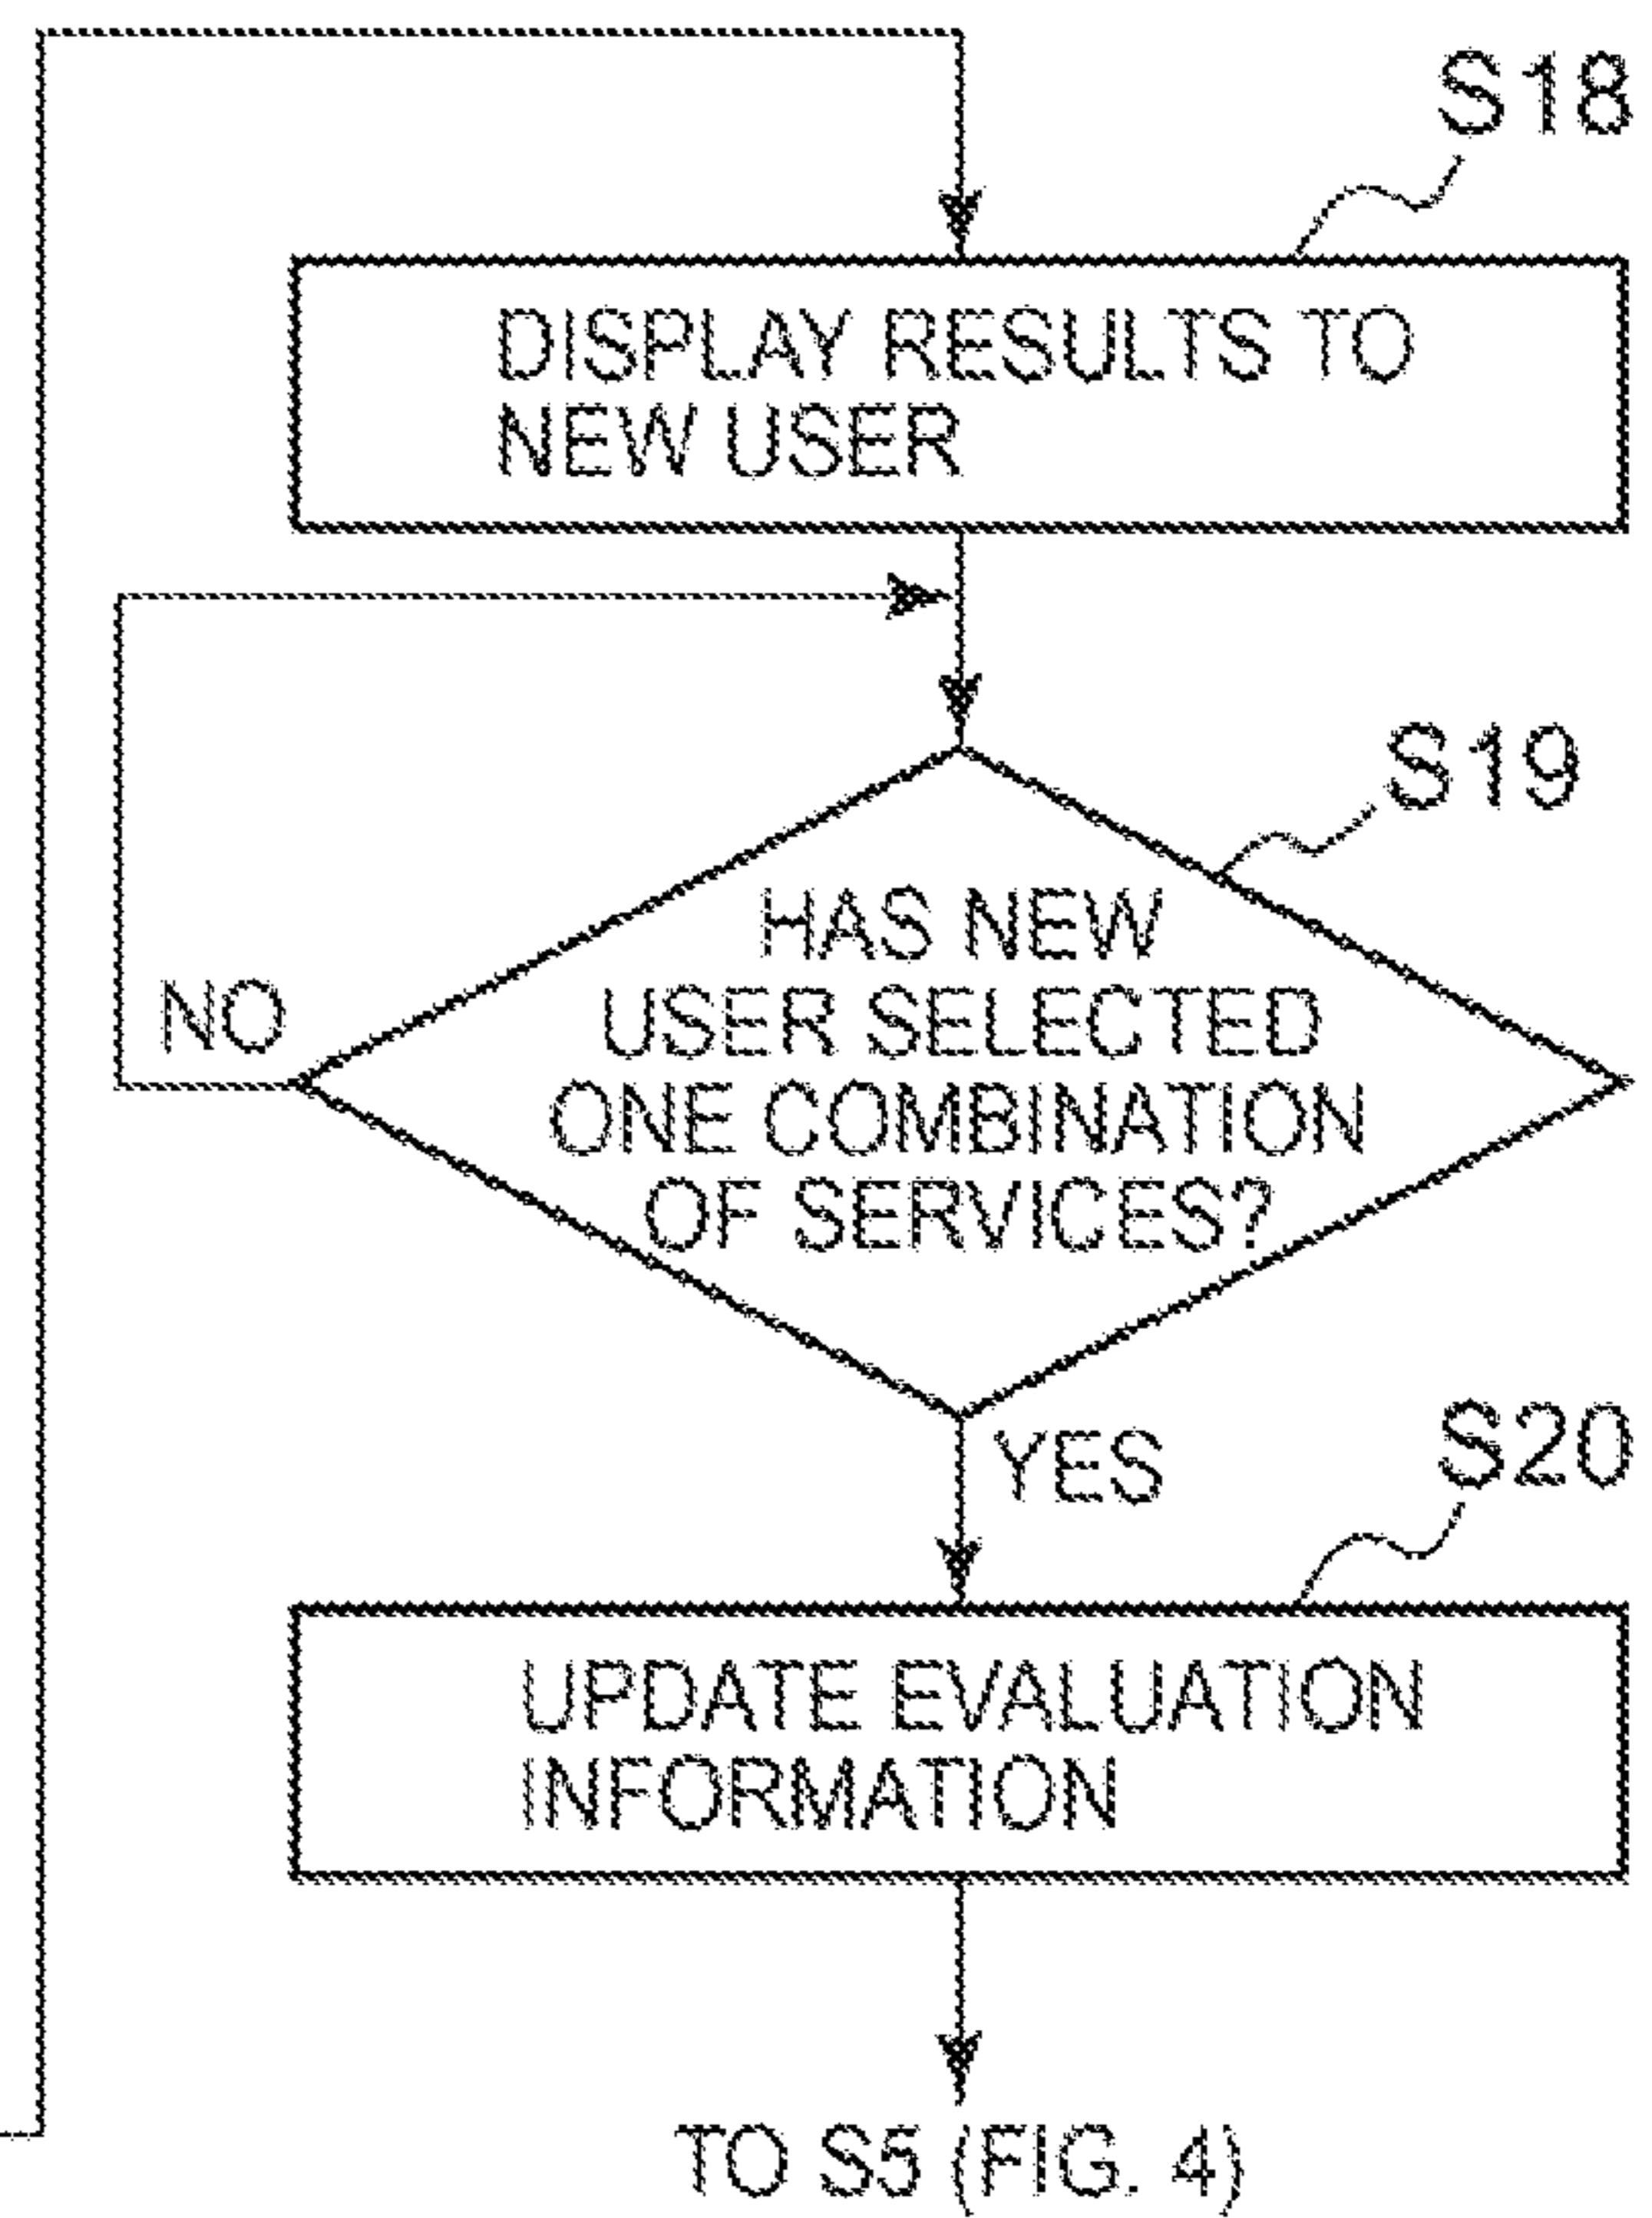 S18
DISPLAY RESULTS TO
NEW USER
S19
HAS NEW
USER SELECTED
ONE COMBINATION
OF SERVICES?
NO
YES
S20
UPDATE EVALUATION
INFORMATION
TO S5 (FIG. 4)